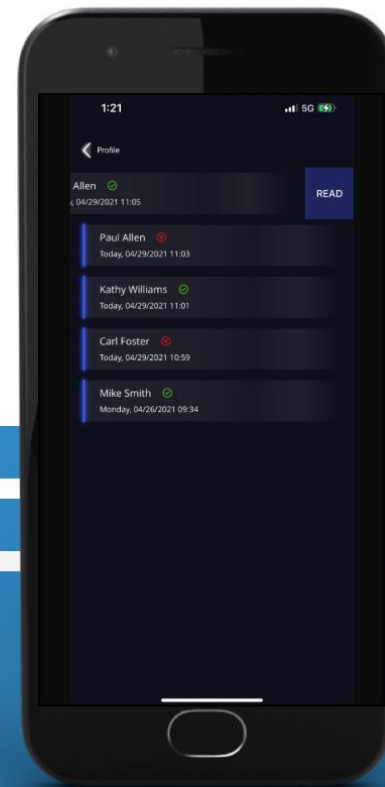 1:21
5G
Profile
Allen
, 04/29/2021 11:05
READ
Paul Allen
Today, 04/29/2021 11:03
Kathy Williams
Today, 04/29/2021 11:01
Carl Foster
Today, 04/29/2021 10:59
Mike Smith
Monday, 04/26/2021 09:34